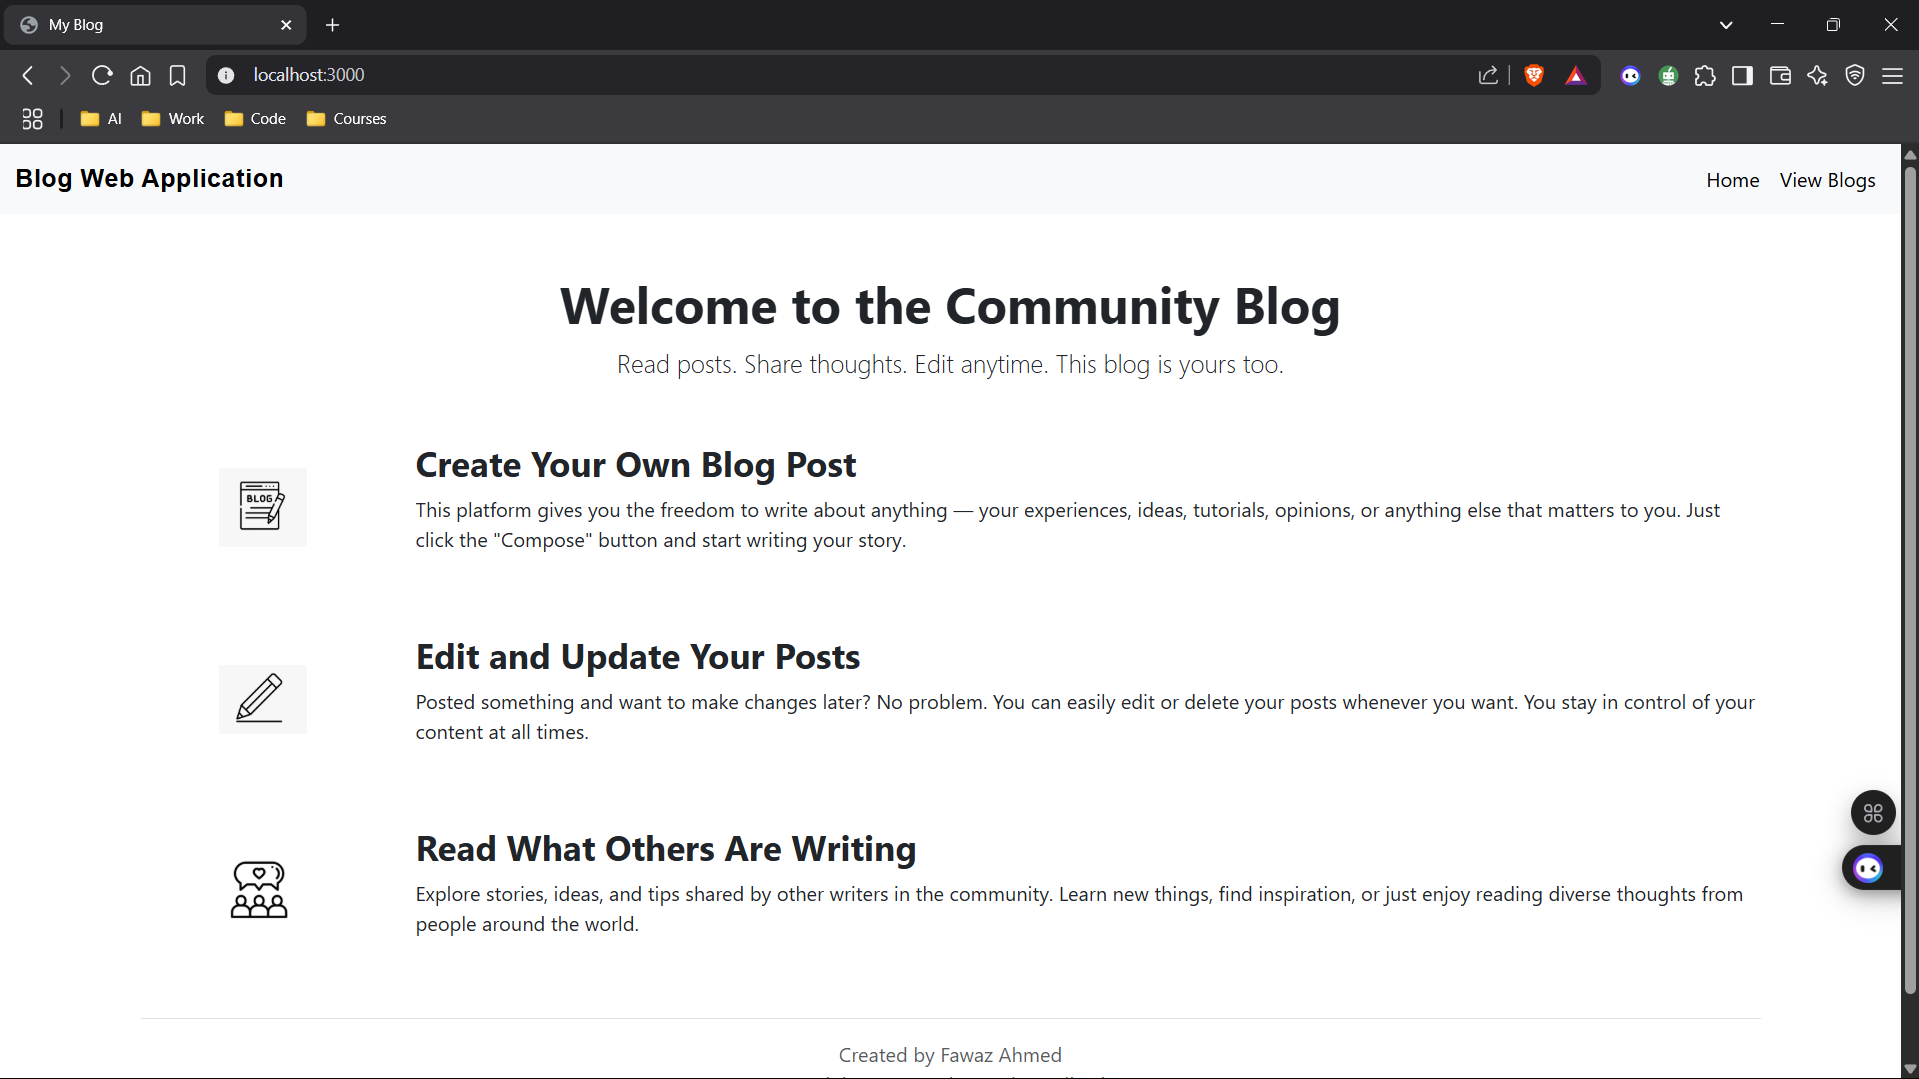 My Blog
localhost:3000
AI Work Code Courses
Blog Web Application
Home View Blogs
Welcome to the Community Blog
Read posts. Share thoughts. Edit anytime. This blog is yours too.
BLOG
Create Your Own Blog Post
This platform gives you the freedom to write about anything — your experiences, ideas, tutorials, opinions, or anything else that matters to you. Just
click the "Compose" button and start writing your story.
Edit and Update Your Posts
Posted something and want to make changes later? No problem. You can easily edit or delete your posts whenever you want. You stay in control of your
content at all times.
Read What Others Are Writing
Explore stories, ideas, and tips shared by other writers in the community. Learn new things, find inspiration, or just enjoy reading diverse thoughts from
people around the world.
Created by Fawaz Ahmed